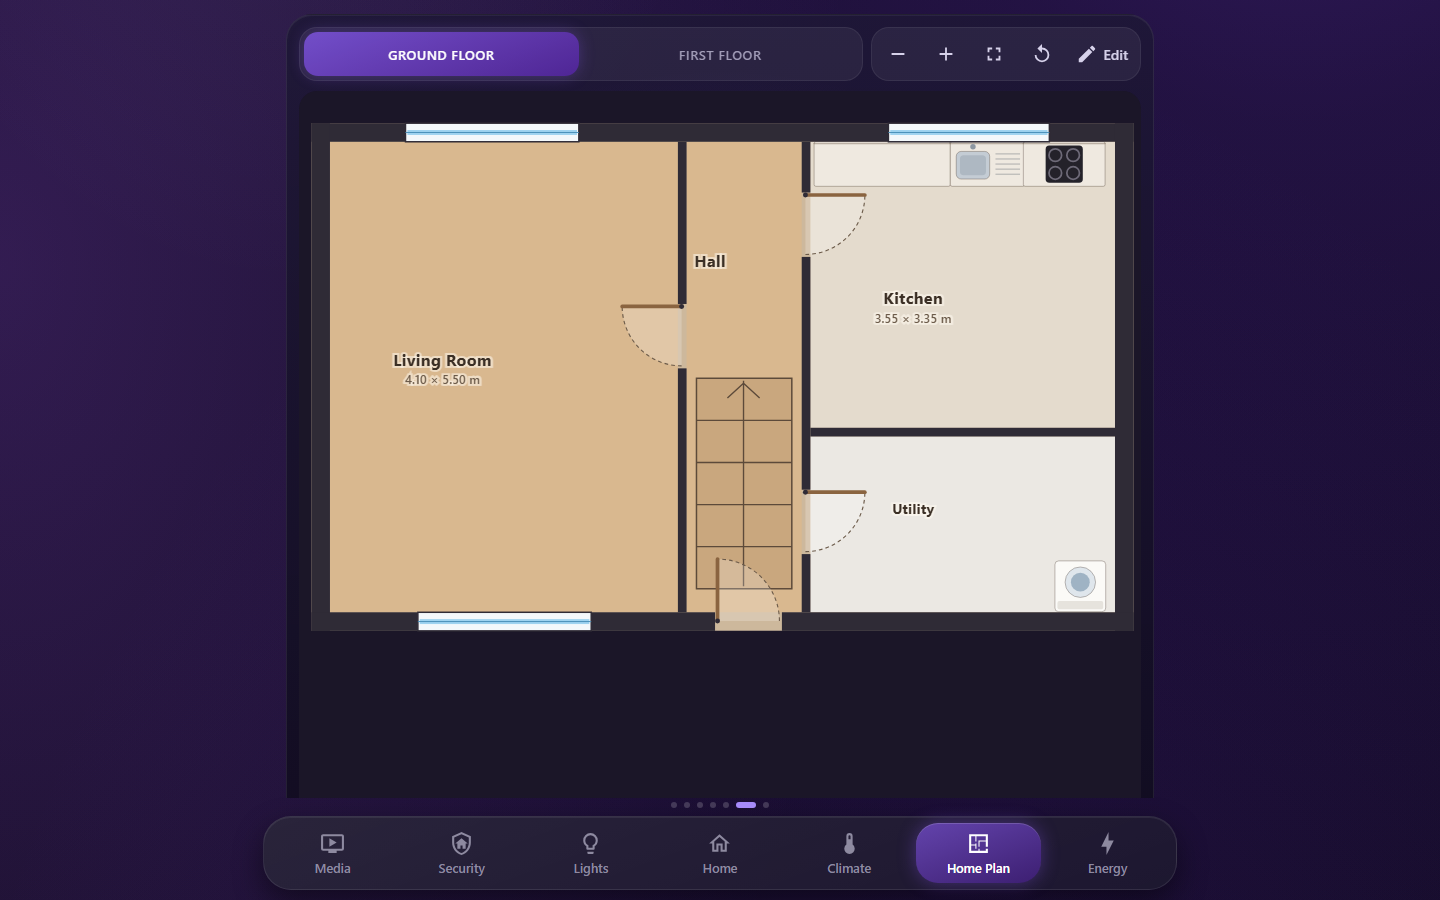 GROUND FLOOR
FIRST FLOOR
Edit
Hall
Kitchen
3.55 × 3.35 m
Living Room
4.10 × 5.50 m
Utility
Media
Security
Lights
Home
Climate
Home Plan
Energy